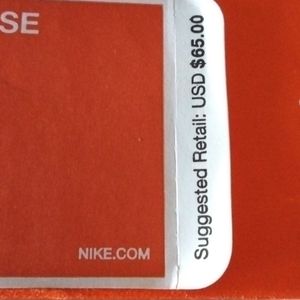 SE
NIKE.COM
Suggested Retail: USD $65.00